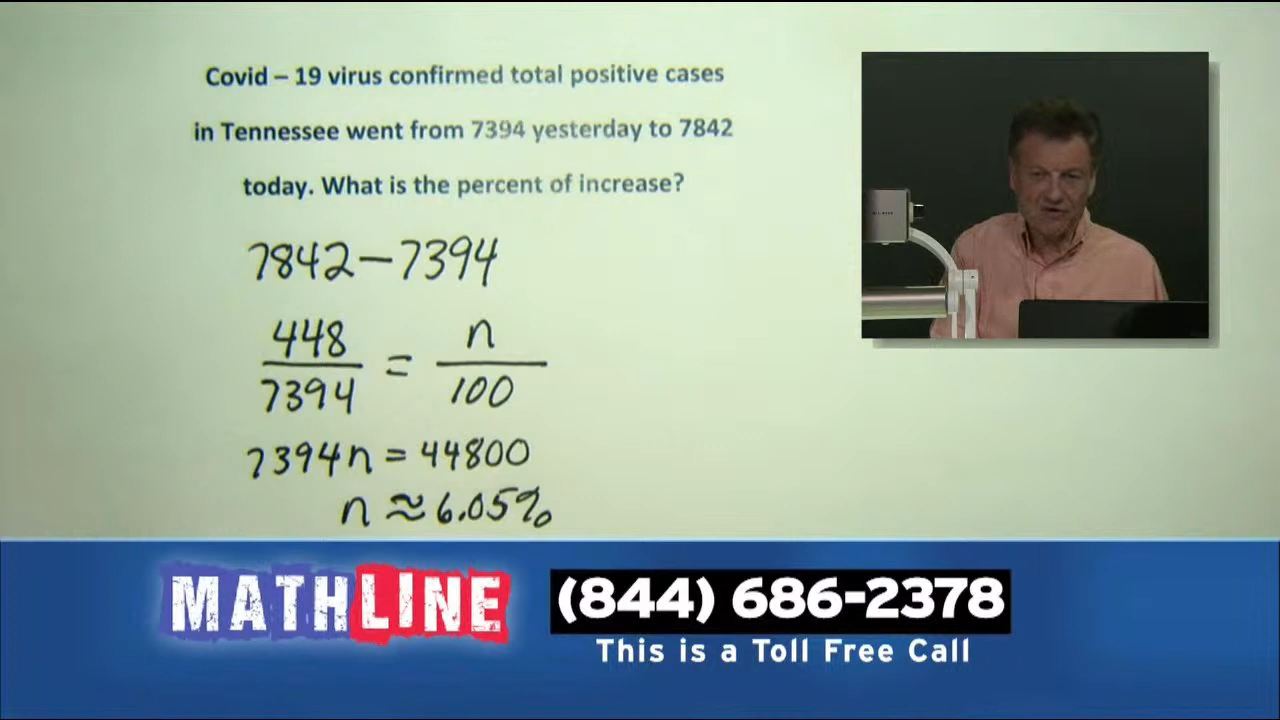 Covid – 19 virus confirmed total positive cases
in Tennessee went from 7394 yesterday to 7842
today. What is the percent of increase?
7842 – 7394
448/7394 = n/100
7394n = 44800
n ≈ 6.05%
MATHLINE
(844) 686-2378
This is a Toll Free Call